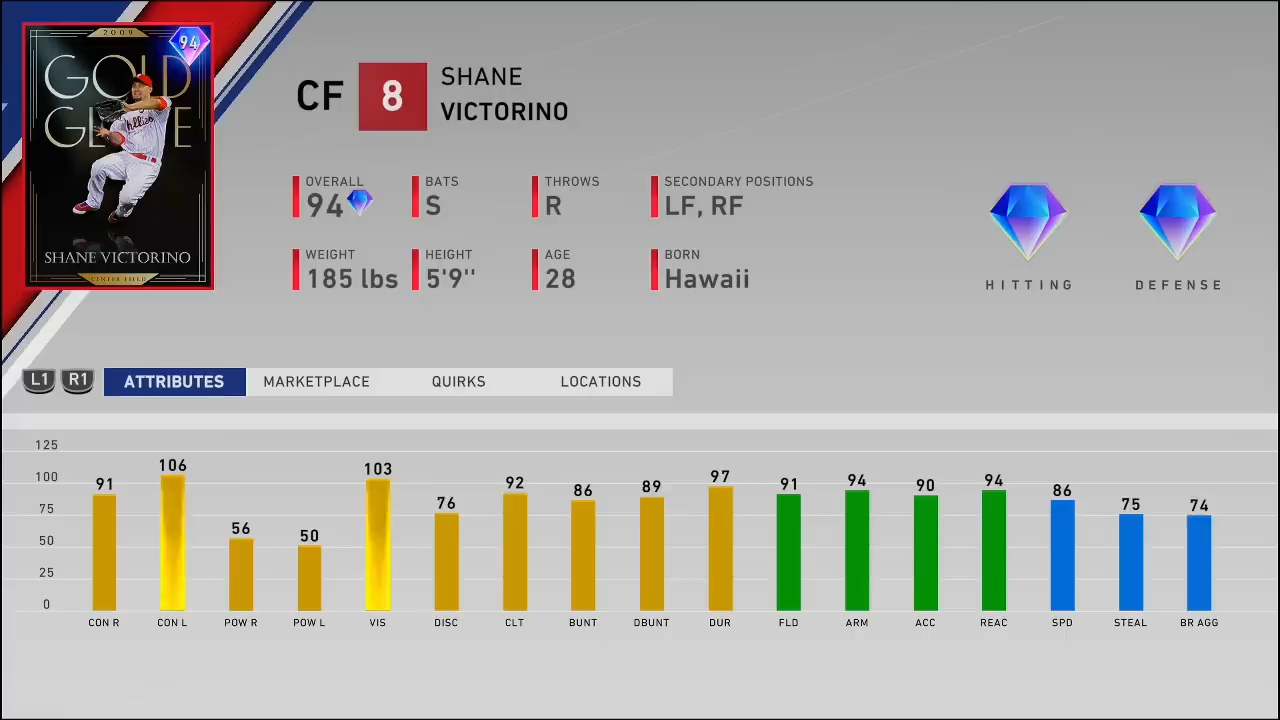 2009
94
GOLD
GL VE
Phillies
SHANE VICTORINO
CENTER FIELD
CF 8 SHANE
VICTORINO
OVERALL BATS THROWS SECONDARY POSITIONS
94 S R LF, RF
WEIGHT HEIGHT AGE BORN
185 lbs 5'9'' 28 Hawaii
HITTING DEFENSE
L1 R1 ATTRIBUTES MARKETPLACE QUIRKS LOCATIONS
125
100
75
50
25
0
91 106 56 50 103 76 92 86 89 97 91 94 90 94 86 75 74
CON R CON L POW R POW L VIS DISC CLT BUNT DBUNT DUR FLD ARM ACC REAC SPD STEAL BR AGG